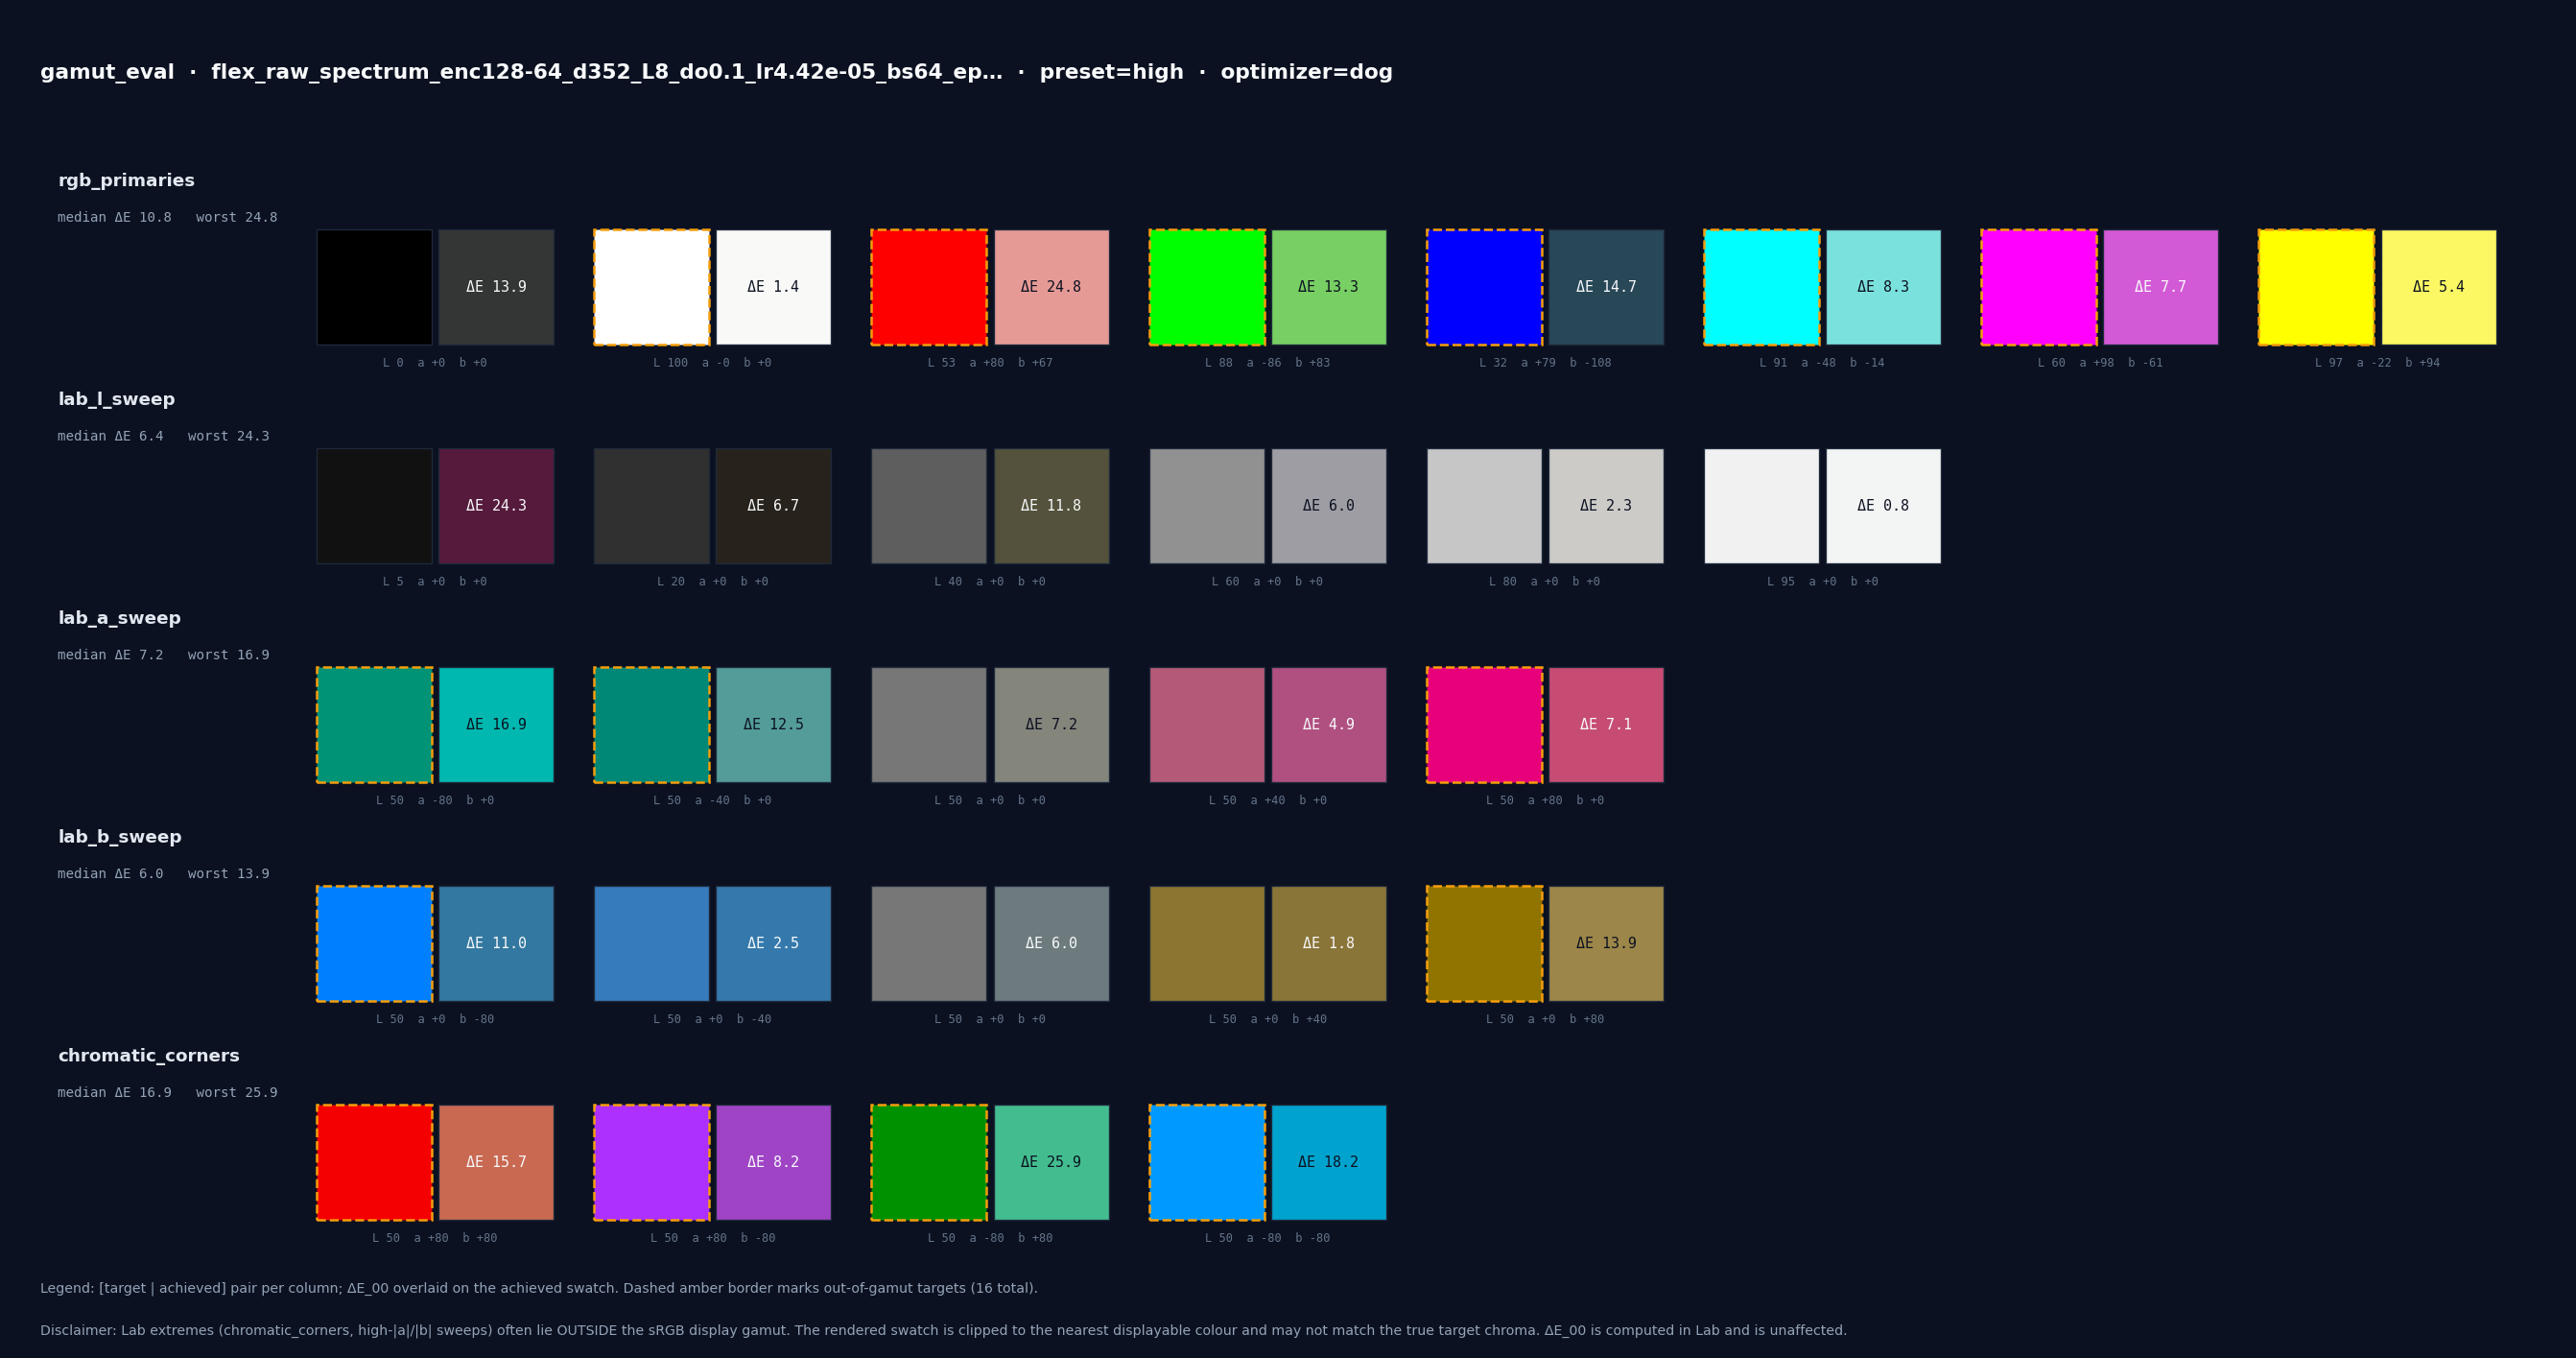 gamut_eval · flex_raw_spectrum_enc128-64_d352_L8_do0.1_lr4.42e-05_bs64_ep… · preset=high · optimizer=dog
rgb_primaries
median ΔE 10.8 worst 24.8
ΔE 13.9 ΔE 1.4 ΔE 24.8 ΔE 13.3 ΔE 14.7 ΔE 8.3 ΔE 7.7 ΔE 5.4
L 0 a +0 b +0 L 100 a -0 b +0 L 53 a +80 b +67 L 88 a -86 b +83 L 32 a +79 b -108 L 91 a -48 b -14 L 60 a +98 b -61 L 97 a -22 b +94
lab_l_sweep
median ΔE 6.4 worst 24.3
ΔE 24.3 ΔE 6.7 ΔE 11.8 ΔE 6.0 ΔE 2.3 ΔE 0.8
L 5 a +0 b +0 L 20 a +0 b +0 L 40 a +0 b +0 L 60 a +0 b +0 L 80 a +0 b +0 L 95 a +0 b +0
lab_a_sweep
median ΔE 7.2 worst 16.9
ΔE 16.9 ΔE 12.5 ΔE 7.2 ΔE 4.9 ΔE 7.1
L 50 a -80 b +0 L 50 a -40 b +0 L 50 a +0 b +0 L 50 a +40 b +0 L 50 a +80 b +0
lab_b_sweep
median ΔE 6.0 worst 13.9
ΔE 11.0 ΔE 2.5 ΔE 6.0 ΔE 1.8 ΔE 13.9
L 50 a +0 b -80 L 50 a +0 b -40 L 50 a +0 b +0 L 50 a +0 b +40 L 50 a +0 b +80
chromatic_corners
median ΔE 16.9 worst 25.9
ΔE 15.7 ΔE 8.2 ΔE 25.9 ΔE 18.2
L 50 a +80 b +80 L 50 a +80 b -80 L 50 a -80 b +80 L 50 a -80 b -80
Legend: [target | achieved] pair per column; ΔE_00 overlaid on the achieved swatch. Dashed amber border marks out-of-gamut targets (16 total).
Disclaimer: Lab extremes (chromatic_corners, high-|a|/|b| sweeps) often lie OUTSIDE the sRGB display gamut. The rendered swatch is clipped to the nearest displayable colour and may not match the true target chroma. ΔE_00 is computed in Lab and is unaffected.